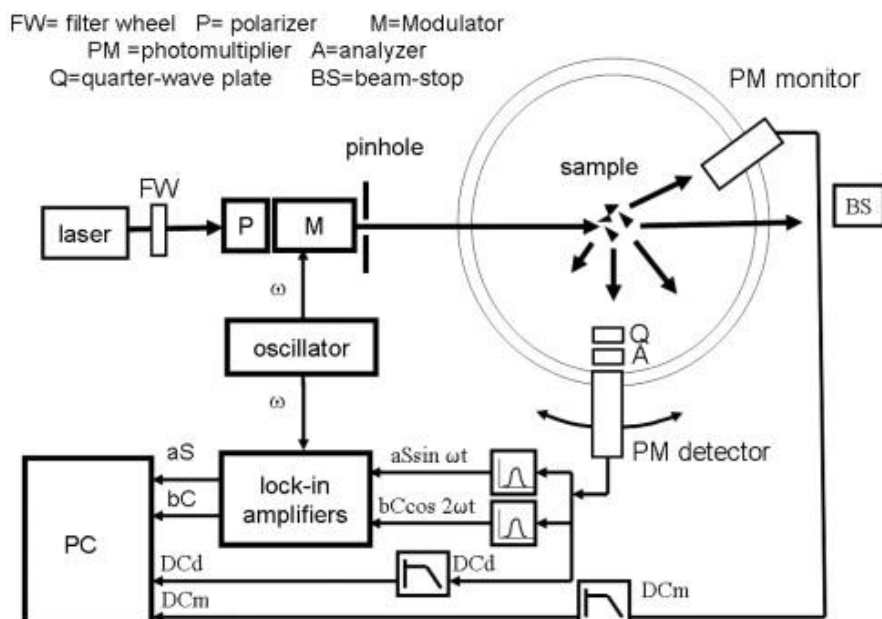 FW= filter wheel P= polarizer M=Modulator
PM =photomultiplier A=analyzer
Q=quarter-wave plate BS=beam-stop
PM monitor
pinhole
sample
FW
laser
P
M
BS
ω
oscillator
Q
A
ω
PM detector
aS
aSsin ωt
lock-in
amplifiers
bC
bCcos 2ωt
PC
DCd
DCd
DCm
DCm